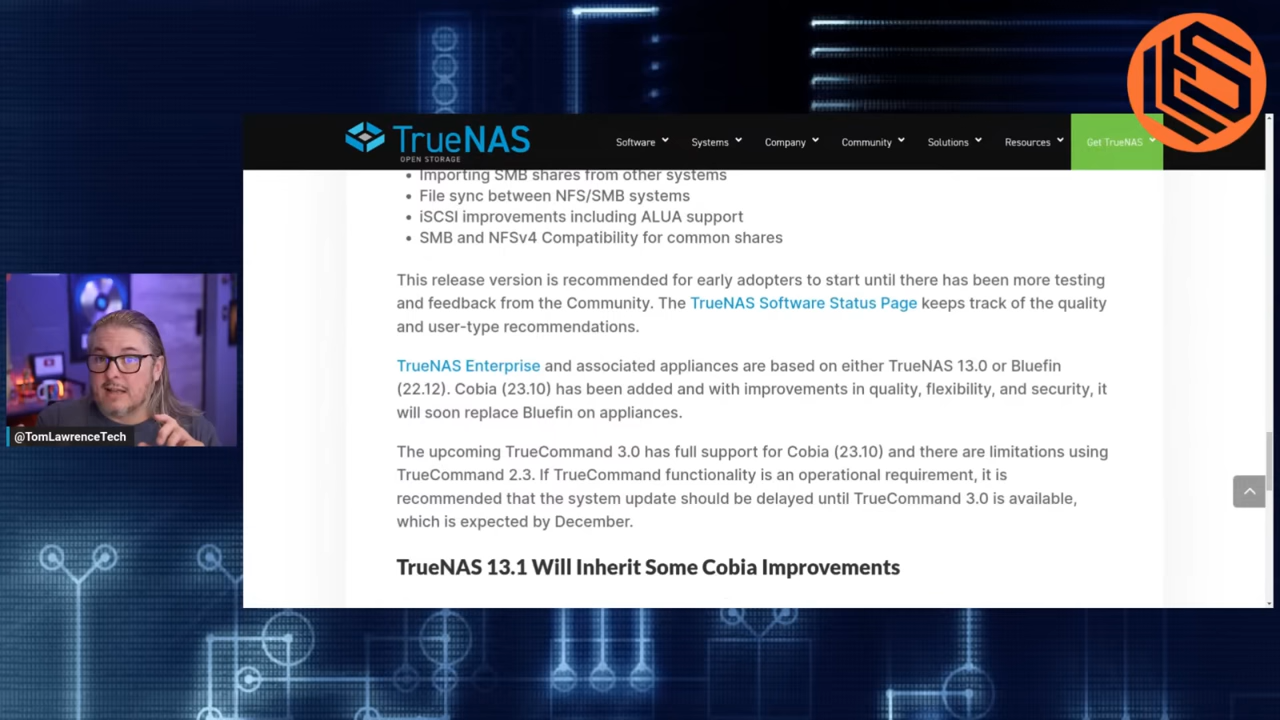 TrueNAS
OPEN STORAGE
Software
Systems
Company
Community
Solutions
Resources
Get TrueNAS
• Importing SMB shares from other systems
• File sync between NFS/SMB systems
• iSCSI improvements including ALUA support
• SMB and NFSv4 Compatibility for common shares
This release version is recommended for early adopters to start until there has been more testing
and feedback from the Community. The TrueNAS Software Status Page keeps track of the quality
and user-type recommendations.
TrueNAS Enterprise and associated appliances are based on either TrueNAS 13.0 or Bluefin
(22.12). Cobia (23.10) has been added and with improvements in quality, flexibility, and security, it
will soon replace Bluefin on appliances.
The upcoming TrueCommand 3.0 has full support for Cobia (23.10) and there are limitations using
TrueCommand 2.3. If TrueCommand functionality is an operational requirement, it is
recommended that the system update should be delayed until TrueCommand 3.0 is available,
which is expected by December.
TrueNAS 13.1 Will Inherit Some Cobia Improvements
@TomLawrenceTech